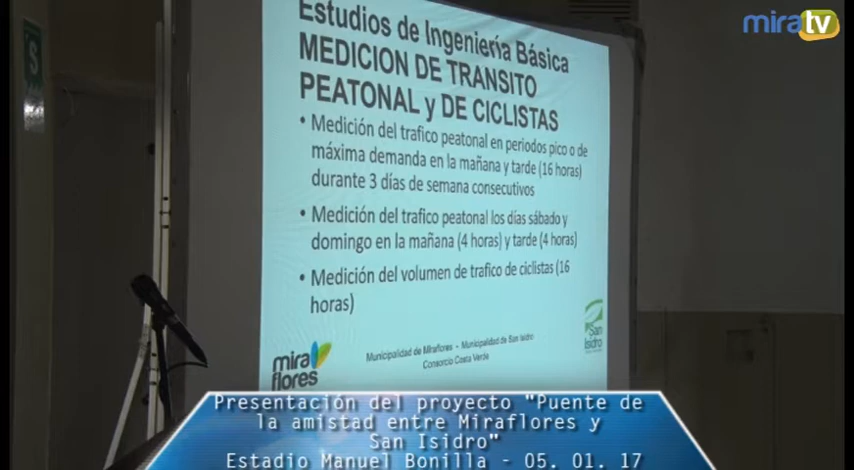 miratv
S
Estudios de Ingeniería Básica
MEDICION DE TRANSITO
PEATONAL y DE CICLISTAS
• Medición del trafico peatonal en periodos pico o de
máxima demanda en la mañana y tarde (16 horas)
durante 3 días de semana consecutivos
• Medición del trafico peatonal los días sábado y
domingo en la mañana (4 horas) y tarde (4 horas)
• Medición del volumen de trafico de ciclistas (16
horas)
mira
flores
Municipalidad de Miraflores - Municipalidad de San Isidro
Consorcio Costa Verde
San
Isidro
Presentación del proyecto "Puente de
la amistad entre Miraflores y
San Isidro"
Estadio Manuel Bonilla - 05. 01. 17